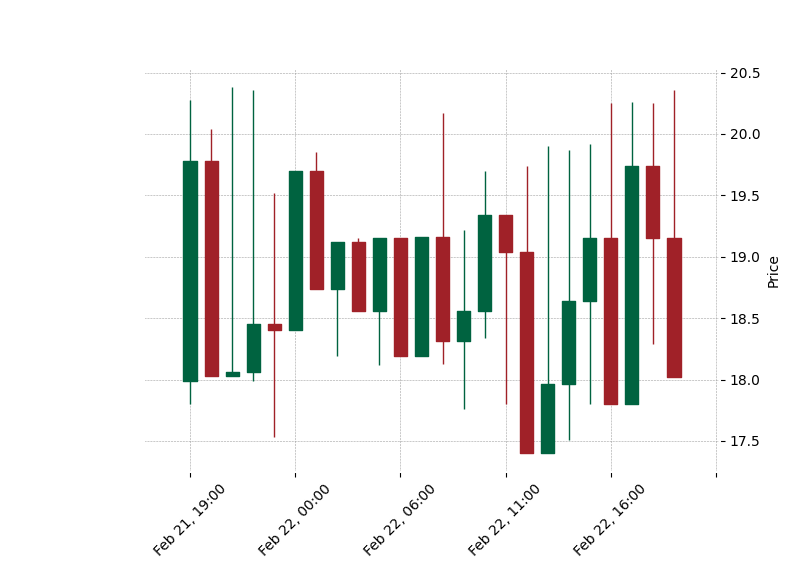 20.5
20.0
19.5
19.0
18.5
18.0
17.5
Price
Feb 21, 19:00
Feb 22, 00:00
Feb 22, 06:00
Feb 22, 11:00
Feb 22, 16:00